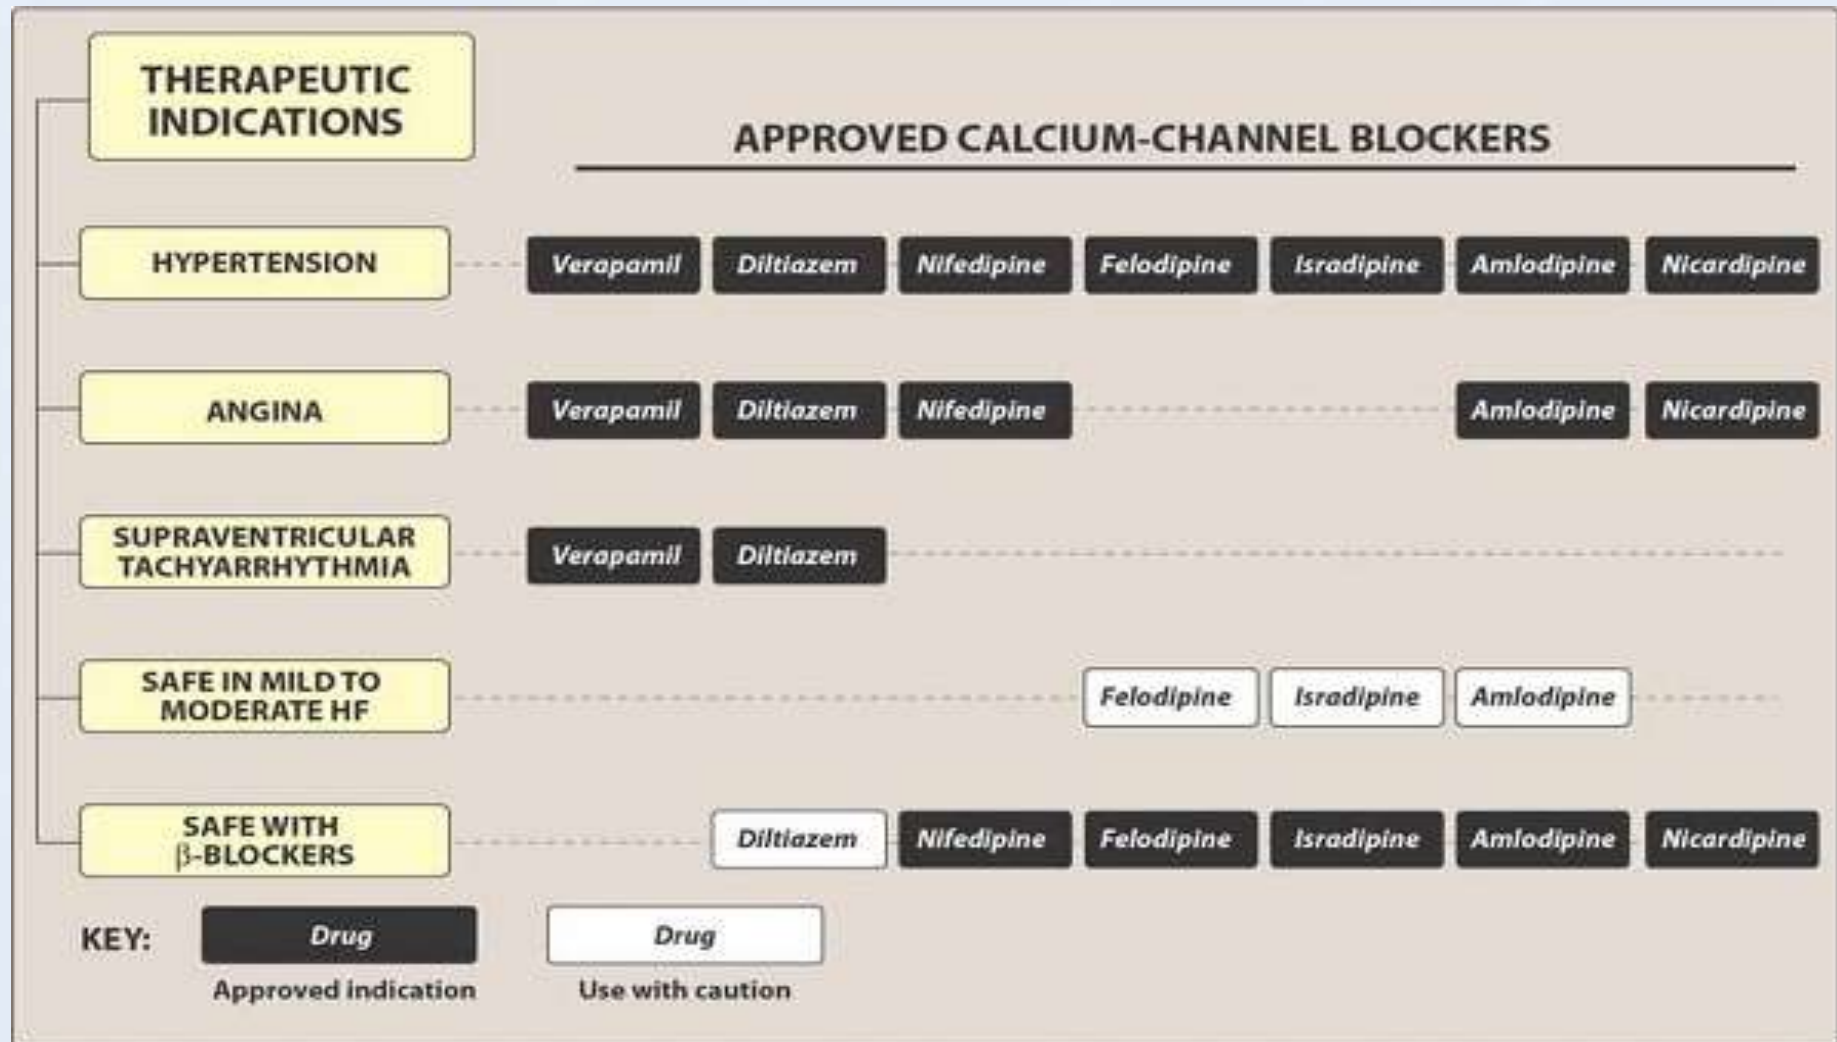 THERAPEUTIC
INDICATIONS
APPROVED CALCIUM-CHANNEL BLOCKERS
HYPERTENSION
Verapamil Diltiazem Nifedipine Felodipine Isradipine Amlodipine Nicardipine
ANGINA
Verapamil Diltiazem Nifedipine Amlodipine Nicardipine
SUPRAVENTRICULAR
TACHYARRHYTHMIA
Verapamil Diltiazem
SAFE IN MILD TO
MODERATE HF
Felodipine Isradipine Amlodipine
SAFE WITH
β-BLOCKERS
Diltiazem Nifedipine Felodipine Isradipine Amlodipine Nicardipine
KEY: Drug Drug
Approved indication Use with caution